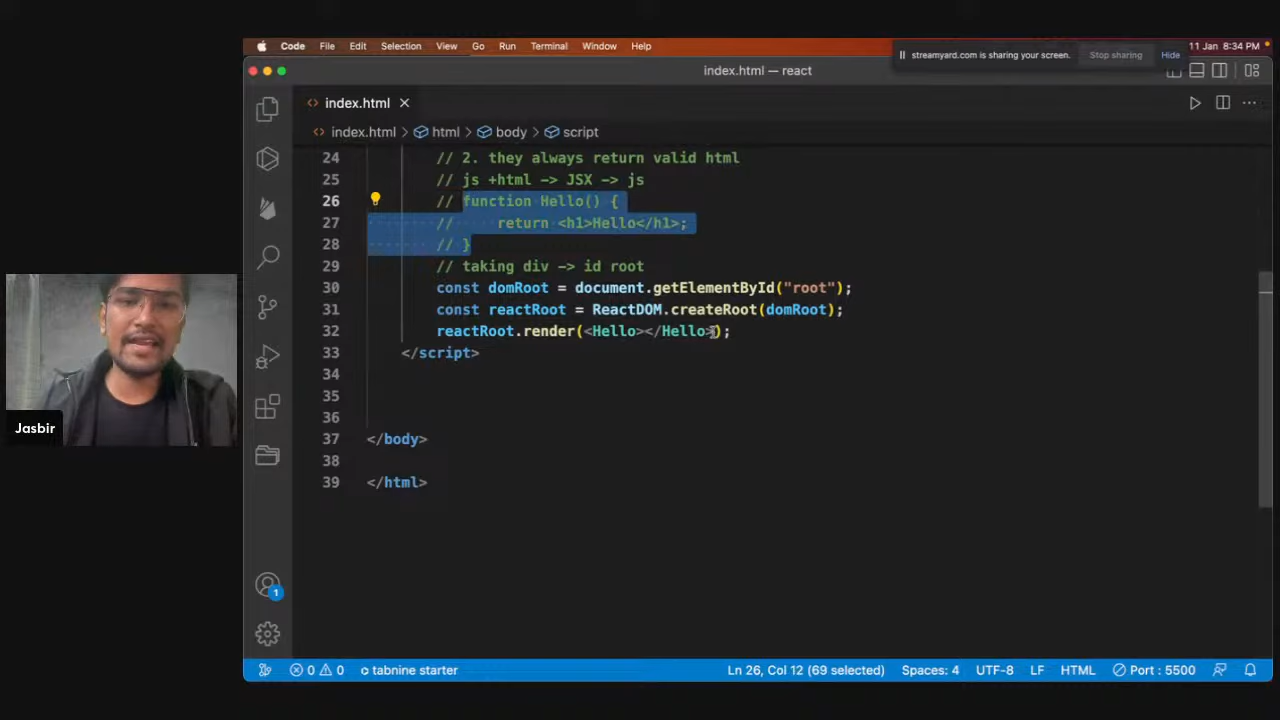 Code File Edit Selection View Go Run Terminal Window Help
streamyard.com is sharing your screen. Stop sharing Hide
11 Jan 8:34 PM
index.html — react
index.html
index.html > html > body > script
24 // 2. they always return valid html
25 // js +html -> JSX -> js
26 // function Hello() {
27 // return <h1>Hello</h1>;
28 // }
29 // taking div -> id root
30 const domRoot = document.getElementById("root");
31 const reactRoot = ReactDOM.createRoot(domRoot);
32 reactRoot.render(<Hello></Hello>);
33 </script>
34
35
36
37 </body>
38
39 </html>
Jasbir
1
0 0 tabnine starter Ln 26, Col 12 (69 selected) Spaces: 4 UTF-8 LF HTML Port : 5500